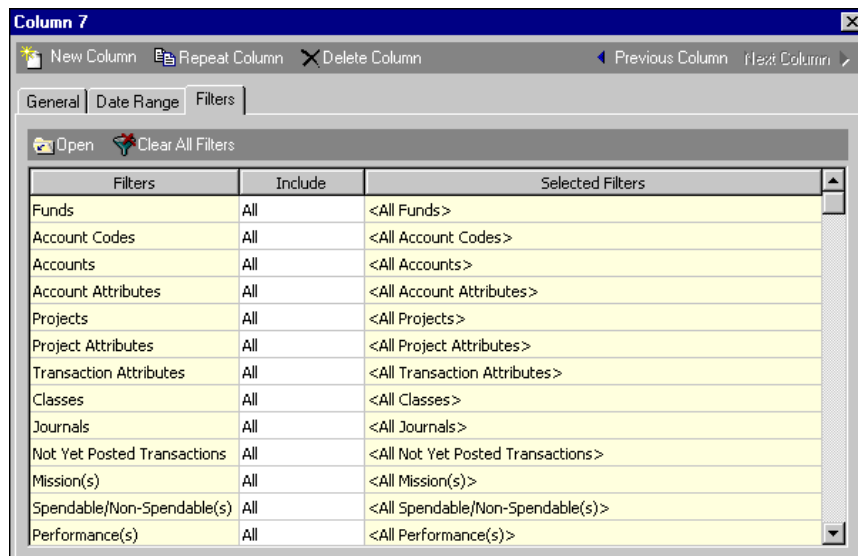 Column 7
New Column Repeat Column Delete Column Previous Column Next Column
General Date Range Filters
Open Clear All Filters
Filters Include Selected Filters
Funds All <All Funds>
Account Codes All <All Account Codes>
Accounts All <All Accounts>
Account Attributes All <All Account Attributes>
Projects All <All Projects>
Project Attributes All <All Project Attributes>
Transaction Attributes All <All Transaction Attributes>
Classes All <All Classes>
Journals All <All Journals>
Not Yet Posted Transactions All <All Not Yet Posted Transactions>
Mission(s) All <All Mission(s)>
Spendable/Non-Spendable(s) All <All Spendable/Non-Spendable(s)>
Performance(s) All <All Performance(s)>